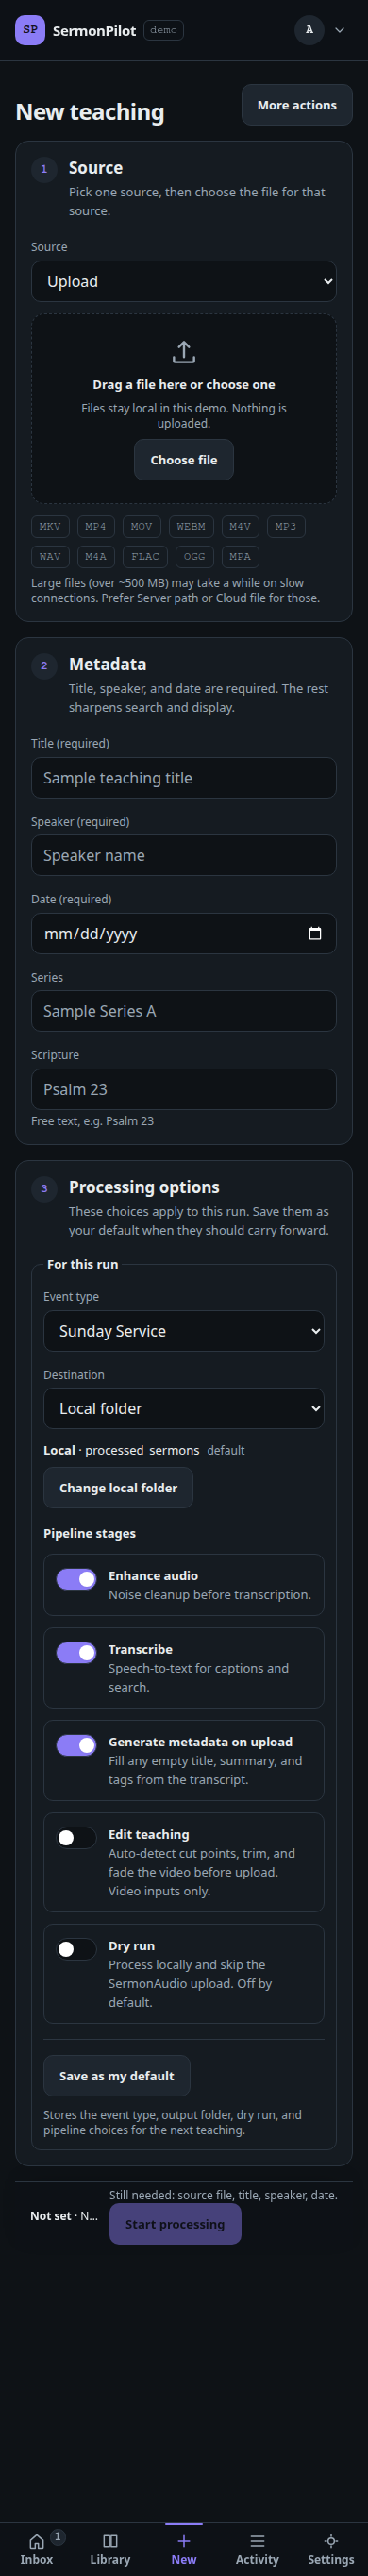 SP SermonPilot demo A
New teaching More actions
1 Source
Pick one source, then choose the file for that
source.
Source
Upload
Drag a file here or choose one
Files stay local in this demo. Nothing is
uploaded.
Choose file
MKV MP4 MOV WEBM M4V MP3
WAV M4A FLAC OGG MPA
Large files (over ~500 MB) may take a while on slow
connections. Prefer Server path or Cloud file for those.
2 Metadata
Title, speaker, and date are required. The rest
sharpens search and display.
Title (required)
Sample teaching title
Speaker (required)
Speaker name
Date (required)
mm/dd/yyyy
Series
Sample Series A
Scripture
Psalm 23
Free text, e.g. Psalm 23
3 Processing options
These choices apply to this run. Save them as
your default when they should carry forward.
For this run
Event type
Sunday Service
Destination
Local folder
Local · processed_sermons default
Change local folder
Pipeline stages
Enhance audio
Noise cleanup before transcription.
Transcribe
Speech-to-text for captions and
search.
Generate metadata on upload
Fill any empty title, summary, and
tags from the transcript.
Edit teaching
Auto-detect cut points, trim, and
fade the video before upload.
Video inputs only.
Dry run
Process locally and skip the
SermonAudio upload. Off by
default.
Save as my default
Stores the event type, output folder, dry run, and
pipeline choices for the next teaching.
Still needed: source file, title, speaker, date.
Not set · N...
Start processing
1
Inbox Library New Activity Settings